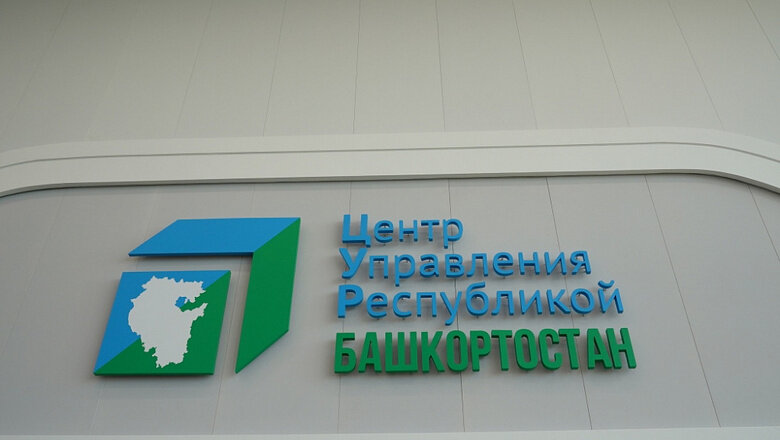 Центр
Управления
Республикой
БАШКОРТОСТАН